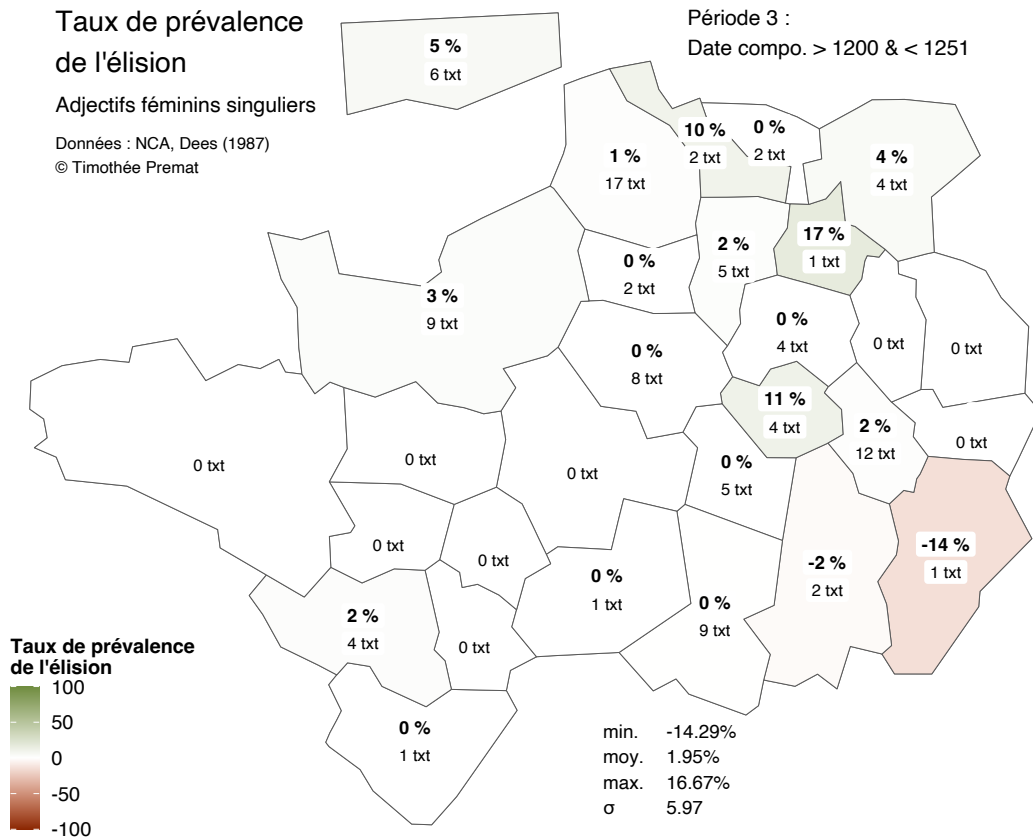 Taux de prévalence
de l'élision
Adjectifs féminins singuliers
Données : NCA, Dees (1987)
© Timothée Premat
Période 3 :
Date compo. > 1200 & < 1251
5 %
6 txt
10 %
2 txt
0 %
2 txt
1 %
17 txt
4 %
4 txt
17 %
1 txt
2 %
5 txt
0 %
2 txt
3 %
9 txt
0 %
4 txt
0 txt
0 txt
0 %
8 txt
11 %
4 txt
2 %
12 txt
0 txt
0 txt
0 txt
0 txt
0 %
5 txt
0 txt
0 txt
-14 %
1 txt
-2 %
2 txt
0 %
1 txt
0 %
9 txt
2 %
4 txt
0 txt
0 %
1 txt
Taux de prévalence
de l'élision
100
50
0
-50
-100
min. -14.29%
moy. 1.95%
max. 16.67%
σ 5.97